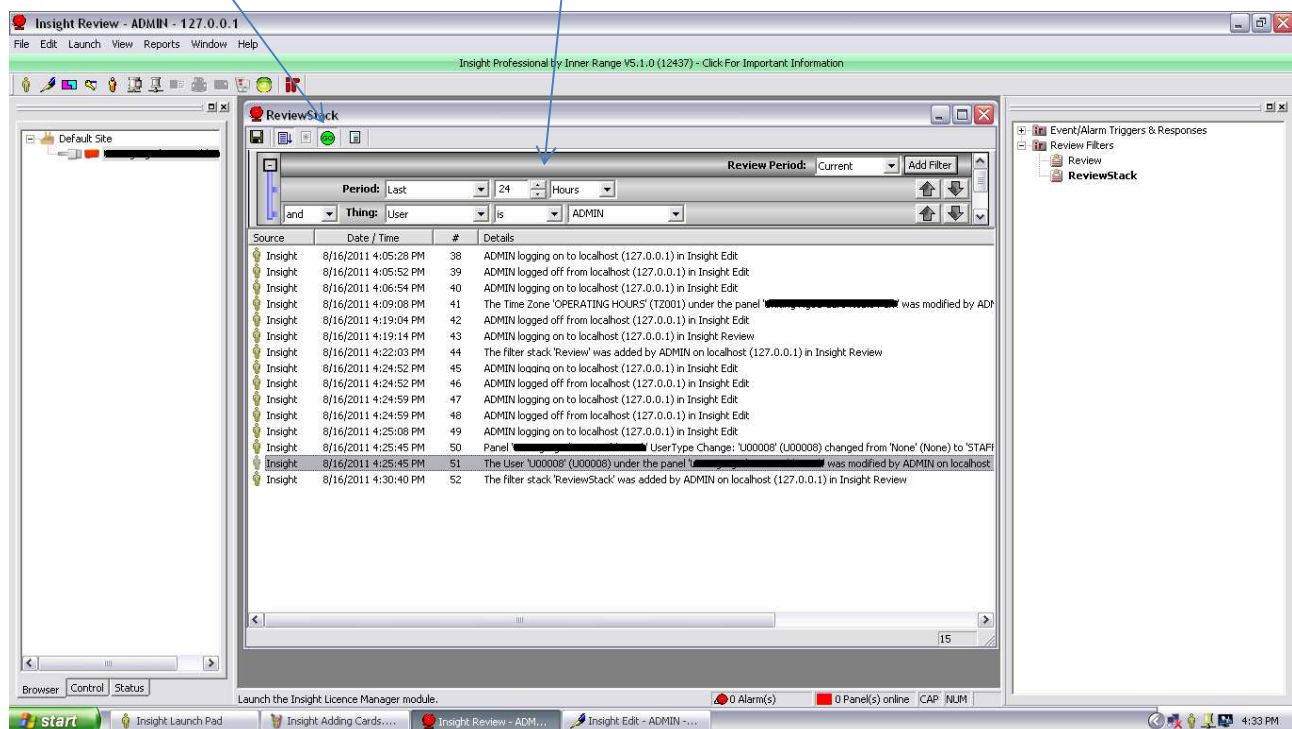 Insight Review - ADMIN - 127.0.0.1
File Edit Launch View Reports Window Help
Insight Professional by Inner Range V5.1.0 (12437) - Click For Important Information
Default Site
Browser Control Status
ReviewStack
Review Period: Current Add Filter
Period: Last 24 Hours
and Thing: User is ADMIN
Source Date / Time # Details
Insight 8/16/2011 4:05:28 PM 38 ADMIN logging on to localhost (127.0.0.1) in Insight Edit
Insight 8/16/2011 4:05:52 PM 39 ADMIN logged off from localhost (127.0.0.1) in Insight Edit
Insight 8/16/2011 4:06:54 PM 40 ADMIN logging on to localhost (127.0.0.1) in Insight Edit
Insight 8/16/2011 4:09:08 PM 41 The Time Zone 'OPERATING HOURS' (TZ001) under the panel ' was modified by ADM
Insight 8/16/2011 4:19:04 PM 42 ADMIN logged off from localhost (127.0.0.1) in Insight Edit
Insight 8/16/2011 4:19:14 PM 43 ADMIN logging on to localhost (127.0.0.1) in Insight Review
Insight 8/16/2011 4:22:03 PM 44 The filter stack 'Review' was added by ADMIN on localhost (127.0.0.1) in Insight Review
Insight 8/16/2011 4:24:52 PM 45 ADMIN logging on to localhost (127.0.0.1) in Insight Edit
Insight 8/16/2011 4:24:52 PM 46 ADMIN logged off from localhost (127.0.0.1) in Insight Edit
Insight 8/16/2011 4:24:59 PM 47 ADMIN logging on to localhost (127.0.0.1) in Insight Edit
Insight 8/16/2011 4:24:59 PM 48 ADMIN logged off from localhost (127.0.0.1) in Insight Edit
Insight 8/16/2011 4:25:08 PM 49 ADMIN logging on to localhost (127.0.0.1) in Insight Edit
Insight 8/16/2011 4:25:45 PM 50 Panel ' ' UserType Change: 'U00008' (U00008) changed from 'None' (None) to 'STAFF
Insight 8/16/2011 4:25:45 PM 51 The User 'U00008' (U00008) under the panel ' ' was modified by ADMIN on localhost
Insight 8/16/2011 4:30:40 PM 52 The filter stack 'ReviewStack' was added by ADMIN on localhost (127.0.0.1) in Insight Review
15
Event/Alarm Triggers & Responses
Review Filters
Review
ReviewStack
Launch the Insight Licence Manager module.
0 Alarm(s) 0 Panel(s) online CAP NUM
start Insight Launch Pad Insight Adding Cards.... Insight Review - ADM... Insight Edit - ADMIN -... 4:33 PM